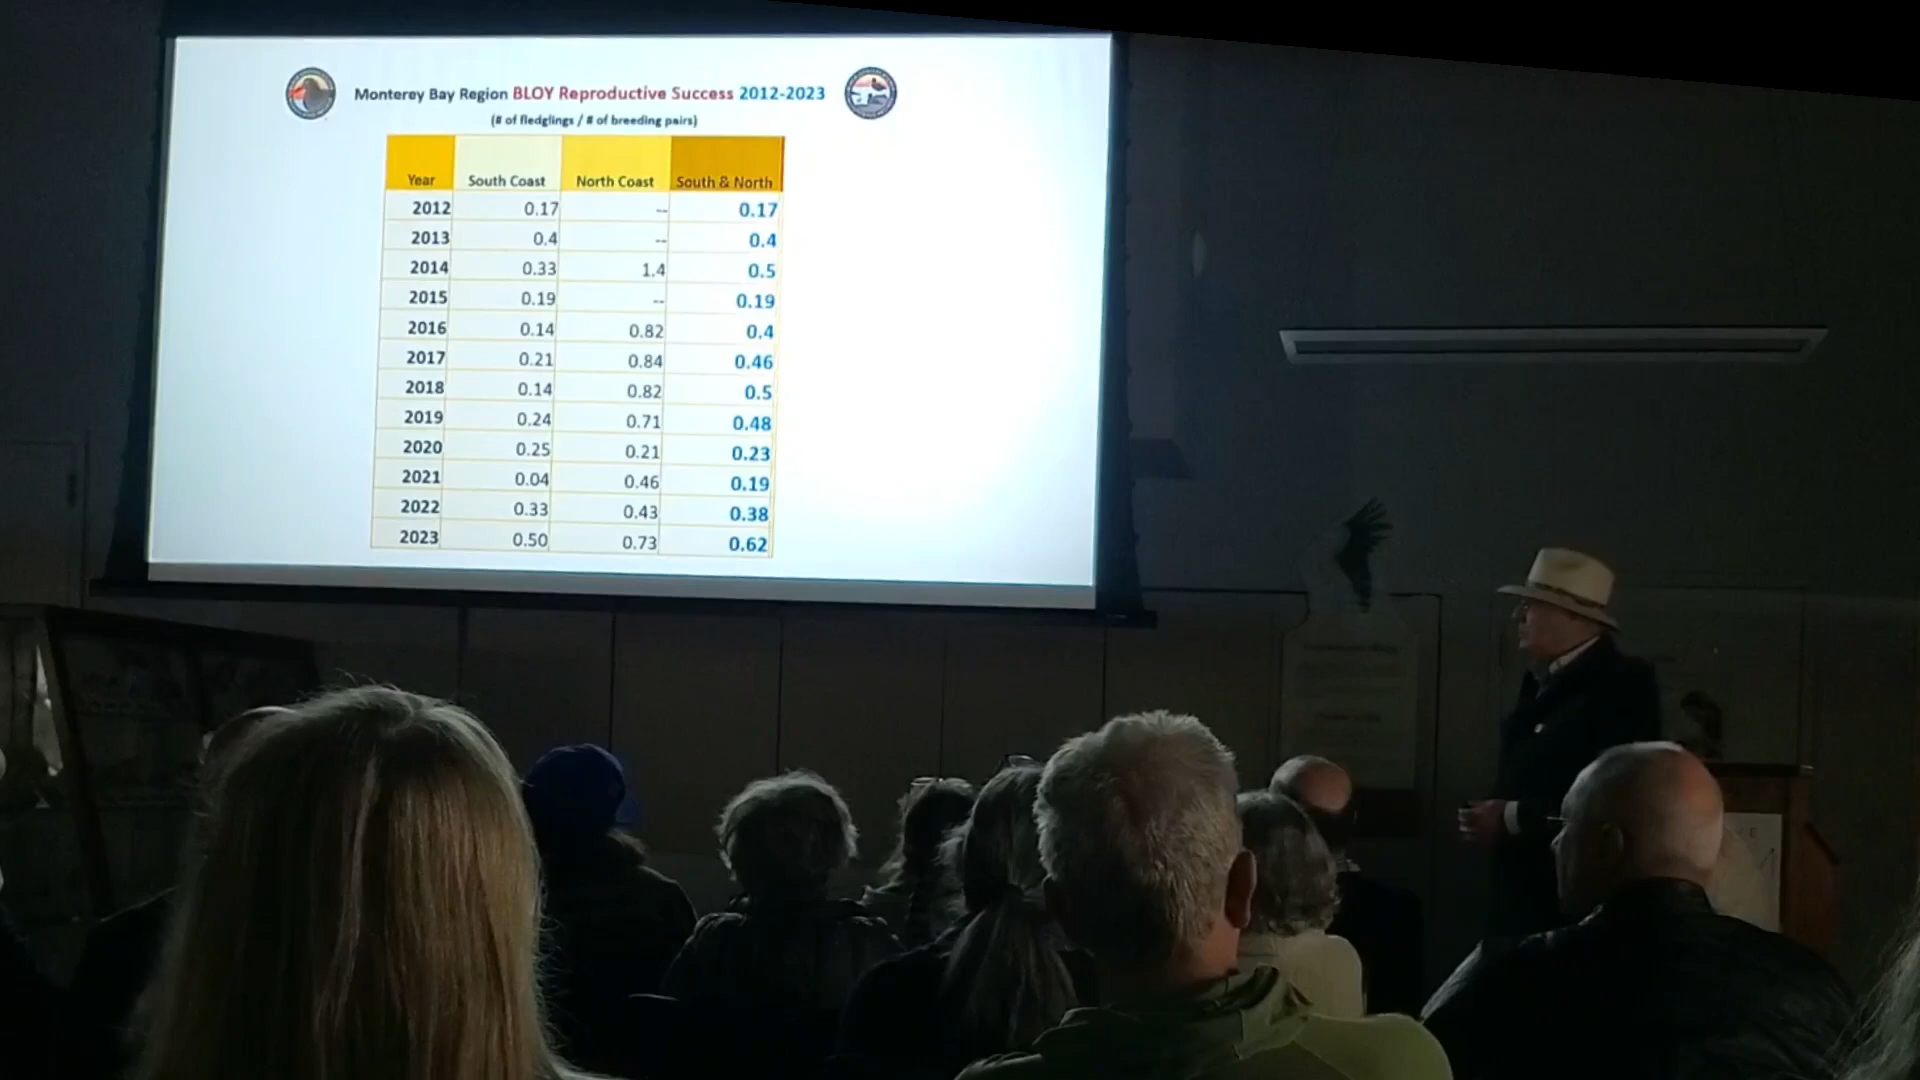 Monterey Bay Region BLOY Reproductive Success 2012-2023
(# of fledglings / # of breeding pairs)
Year South Coast North Coast South & North
2012 0.17 -- 0.17
2013 0.4 -- 0.4
2014 0.33 1.4 0.5
2015 0.19 -- 0.19
2016 0.14 0.82 0.4
2017 0.21 0.84 0.46
2018 0.14 0.82 0.5
2019 0.24 0.71 0.48
2020 0.25 0.21 0.23
2021 0.04 0.46 0.19
2022 0.33 0.43 0.38
2023 0.50 0.73 0.62